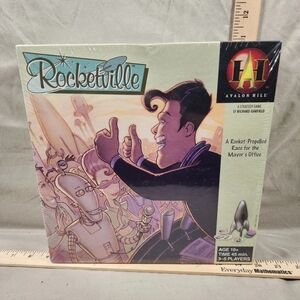 Rocketville
AH
AVALON HILL
A STRATEGY GAME
BY RICHARD GARFIELD
A Rocket-Propelled
Race for the
Mayor's Office
AGE 10+
TIME 45 min.
3-5 PLAYERS
Everyday Mathematics
12